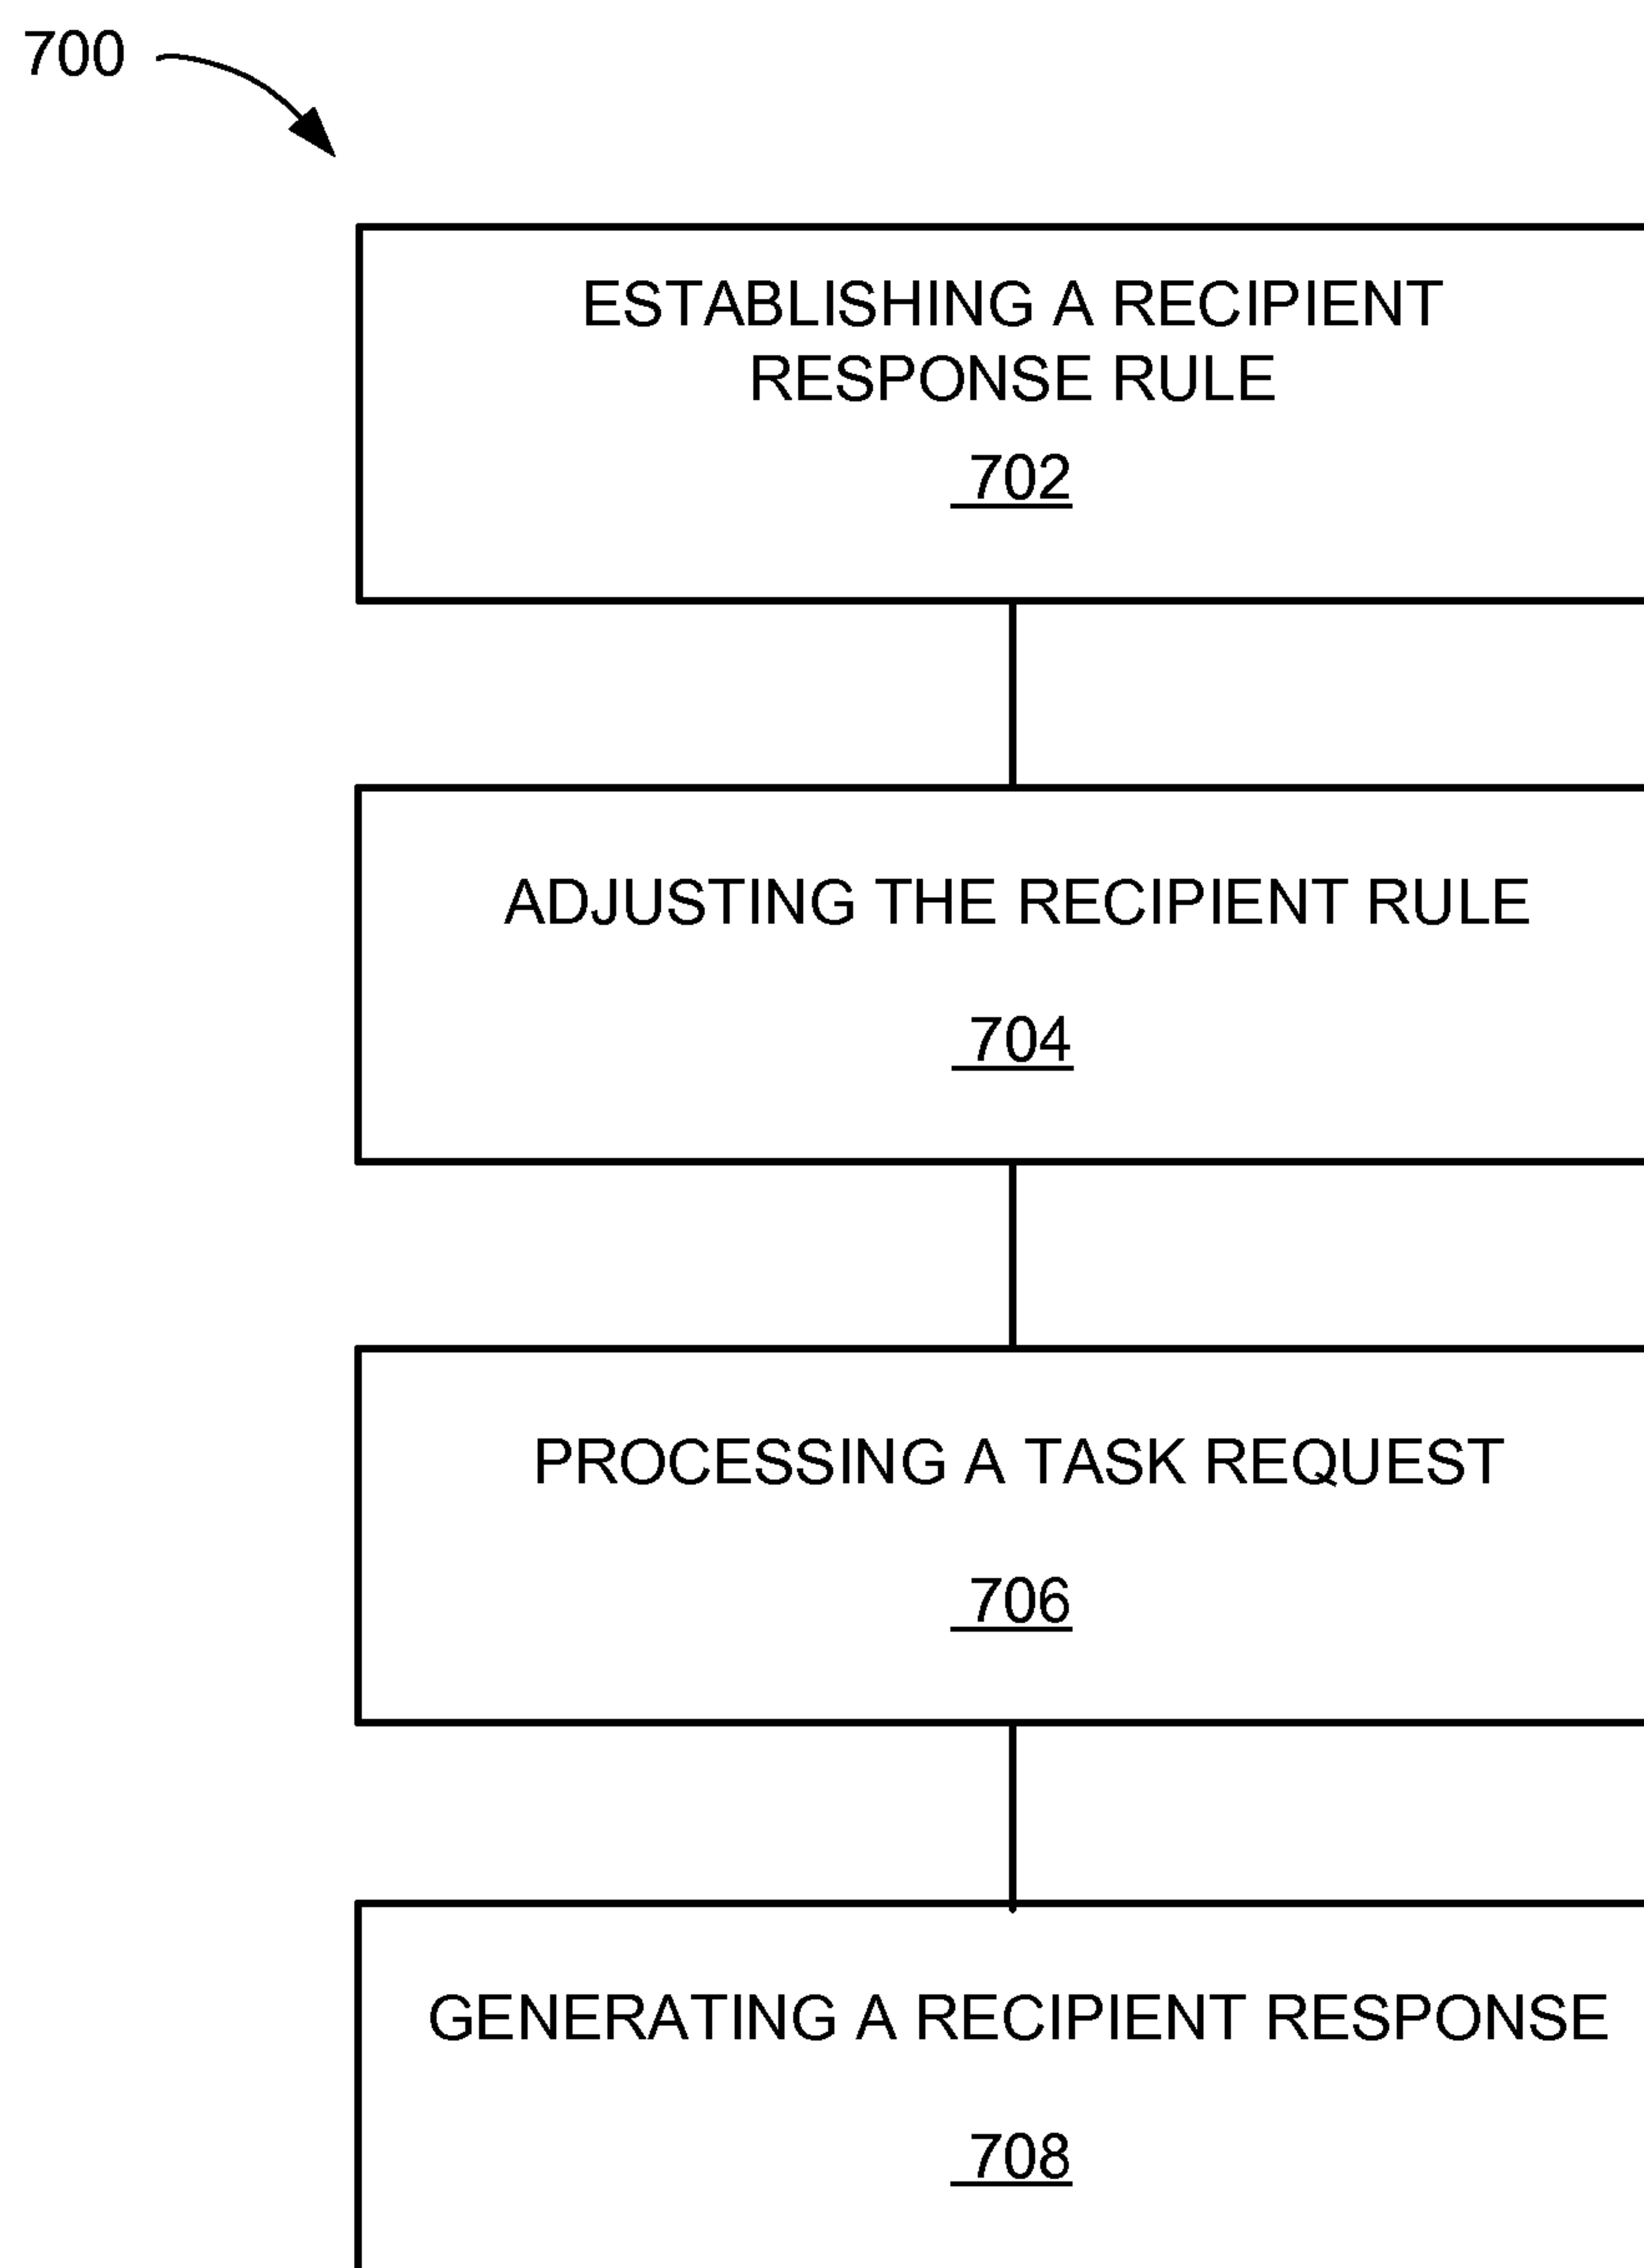 700
ESTABLISHING A RECIPIENT
RESPONSE RULE
702
ADJUSTING THE RECIPIENT RULE
704
PROCESSING A TASK REQUEST
706
GENERATING A RECIPIENT RESPONSE
708